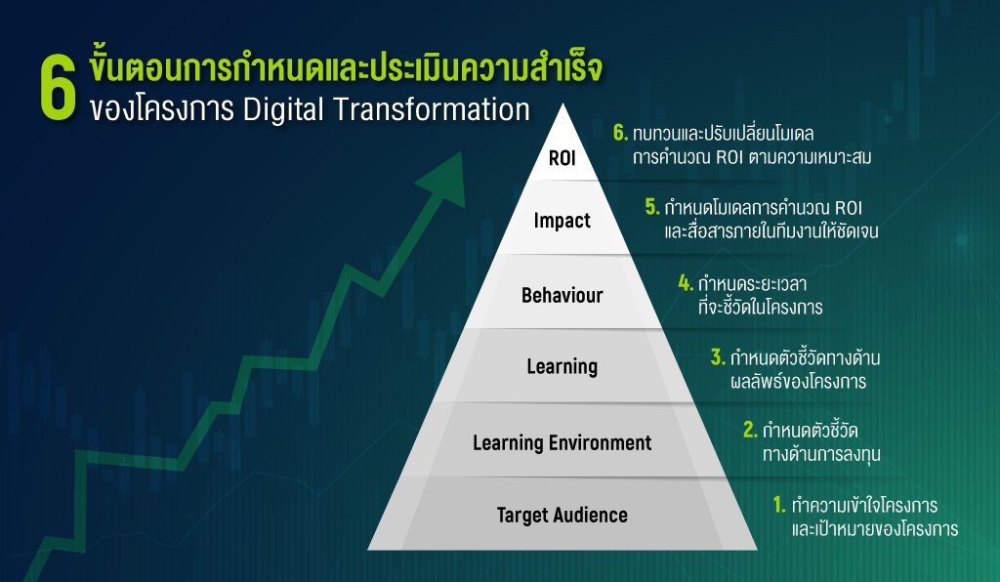 6 ขั้นตอนการกำหนดและประเมินความสำเร็จ
ของโครงการ Digital Transformation
ROI
6. ทบทวนและปรับเปลี่ยนโมเดล
การคำนวณ ROI ตามความเหมาะสม
Impact
5. กำหนดโมเดลการคำนวณ ROI
และสื่อสารภายในทีมงานให้ชัดเจน
Behaviour
4. กำหนดระยะเวลา
ที่จะชี้วัดในโครงการ
Learning
3. กำหนดตัวชี้วัดทางด้าน
ผลลัพธ์ของโครงการ
Learning Environment
2. กำหนดตัวชี้วัด
ทางด้านการลงทุน
Target Audience
1. ทำความเข้าใจโครงการ
และเป้าหมายของโครงการ